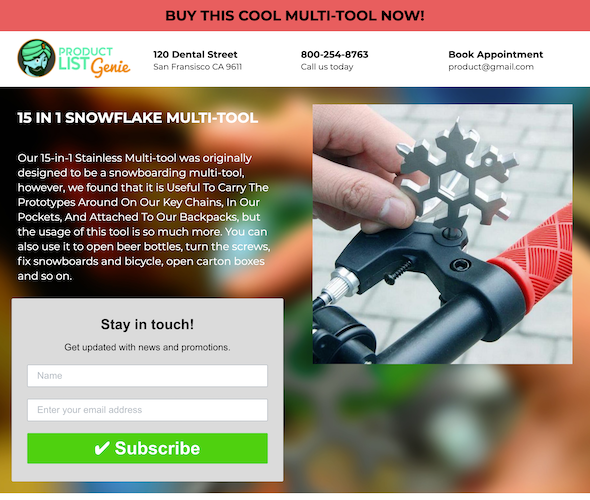 BUY THIS COOL MULTI-TOOL NOW!
PRODUCT
LIST Genie
120 Dental Street
San Fransisco CA 9611
800-254-8763
Call us today
Book Appointment
product@gmail.com
15 IN 1 SNOWFLAKE MULTI-TOOL
Our 15-in-1 Stainless Multi-tool was originally
designed to be a snowboarding multi-tool,
however, we found that it is Useful To Carry The
Prototypes Around On Our Key Chains, In Our
Pockets, And Attached To Our Backpacks, but
the usage of this tool is so much more. You can
also use it to open beer bottles, turn the screws,
fix snowboards and bicycle, open carton boxes
and so on.
Stay in touch!
Get updated with news and promotions.
Name
Enter your email address
✔ Subscribe